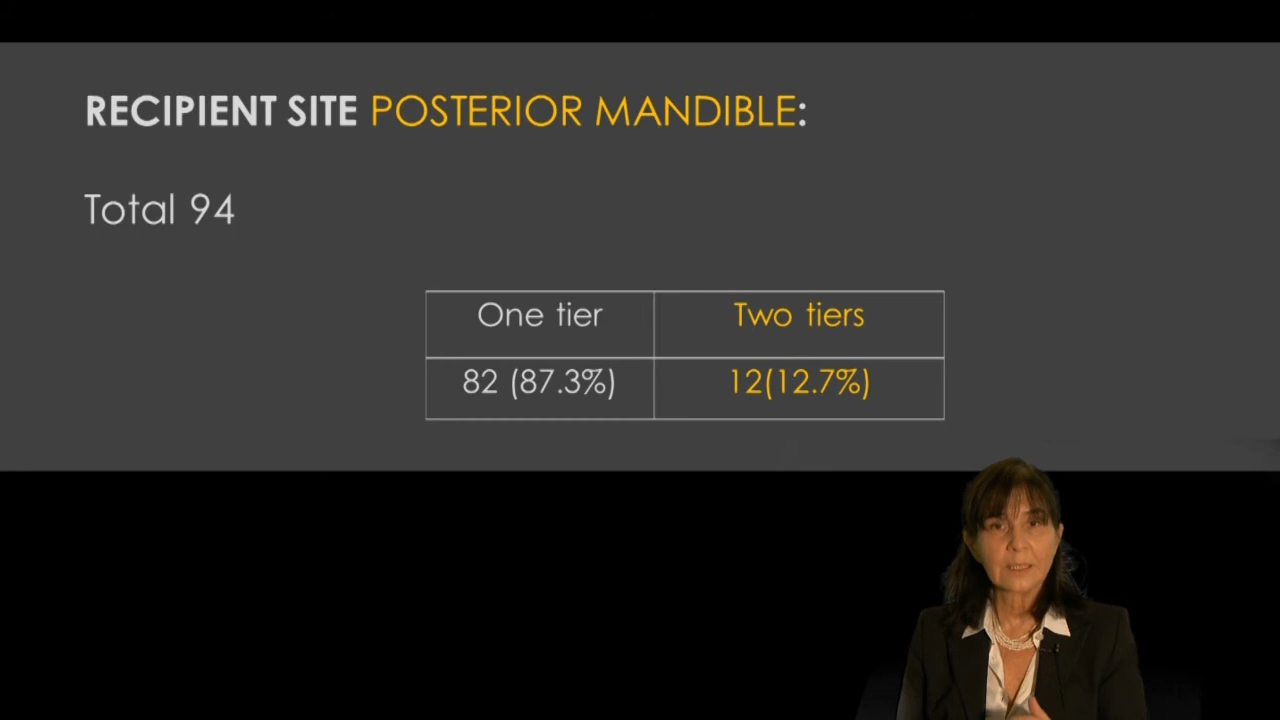 RECIPIENT SITE POSTERIOR MANDIBLE:
Total 94
One tier Two tiers
82 (87.3%) 12(12.7%)